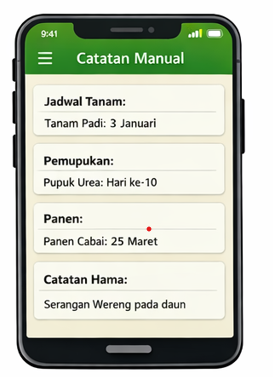 9:41
Catatan Manual
Jadwal Tanam:
Tanam Padi: 3 Januari
Pemupukan:
Pupuk Urea: Hari ke-10
Panen:
Panen Cabai: 25 Maret
Catatan Hama:
Serangan Wereng pada daun